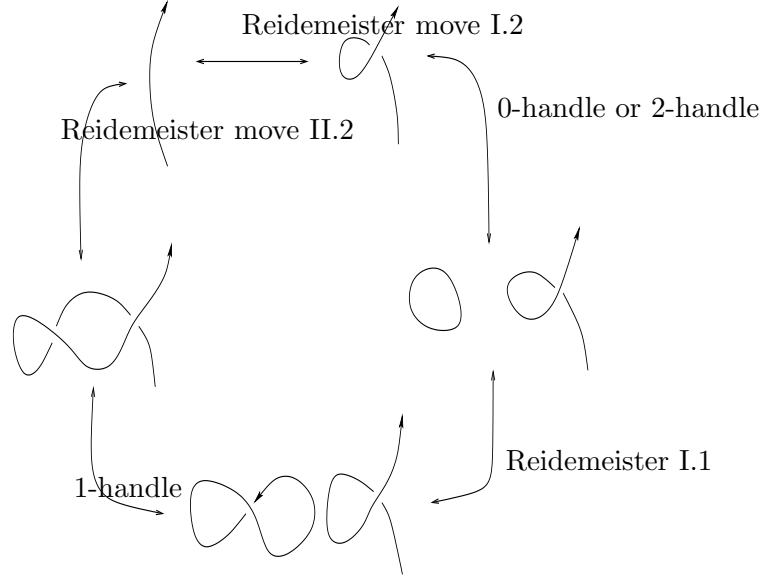 Reidemeister move I.2
0-handle or 2-handle
Reidemeister move II.2
Reidemeister I.1
1-handle